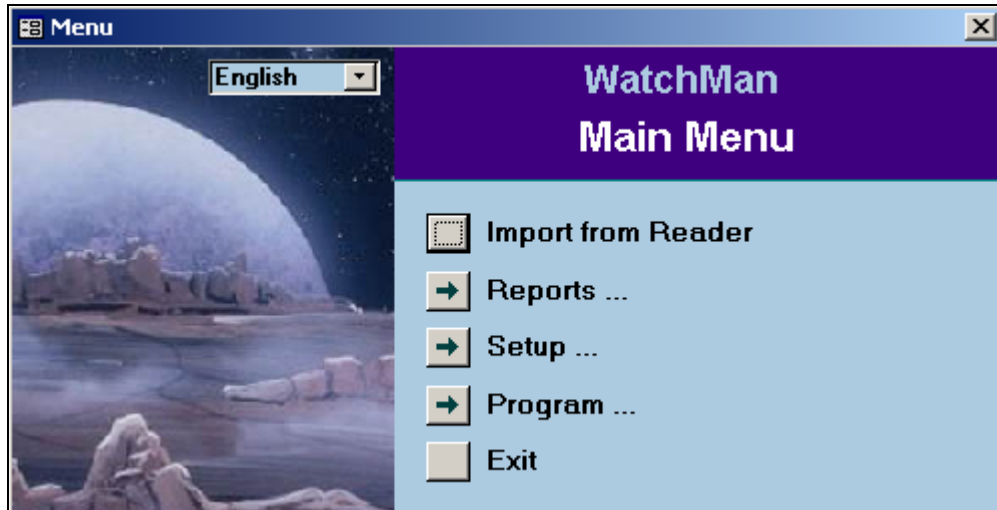 Menu
English
WatchMan
Main Menu
Import from Reader
Reports ...
Setup ...
Program ...
Exit